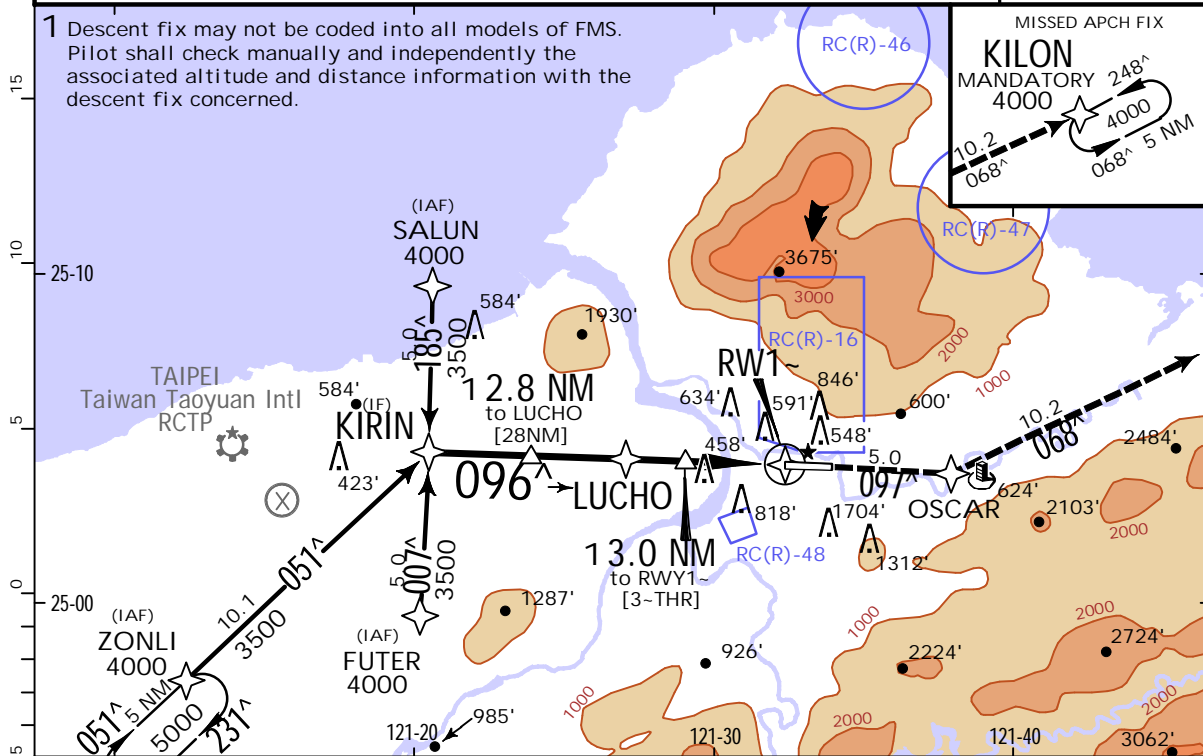 1 Descent fix may not be coded into all models of FMS.
Pilot shall check manually and independently the
associated altitude and distance information with the
descent fix concerned.
MISSED APCH FIX
KILON
MANDATORY
4000
248^
4000
068^ 5 NM
10.2
068^
RC(R)-46
RC(R)-47
15
10
25-10
(IAF)
SALUN
4000
584'
1930'
3675'
3000
2000
1000
RC(R)-16
5.0
185^
3500
TAIPEI
Taiwan Taoyuan Intl
RCTP
584'
(IF)
KIRIN
423'
1 2.8 NM
to LUCHO
[28NM]
RW1~
634'
591'
846'
548'
600'
458'
5
096^
LUCHO
5.0
097^
OSCAR
10.2
068^
2484'
624'
2103'
2000
818'
1704'
1312'
RC(R)-48
1 3.0 NM
to RWY1~
[3~THR]
X
051^
10.1
3500
5.0
007^
3500
0
25-00
(IAF)
ZONLI
4000
(IAF)
FUTER
4000
1287'
926'
1000
2000
2724'
2224'
051^
5 NM
5000
231^
121-20
985'
1000
121-30
2000
121-40
2000
3062'
5